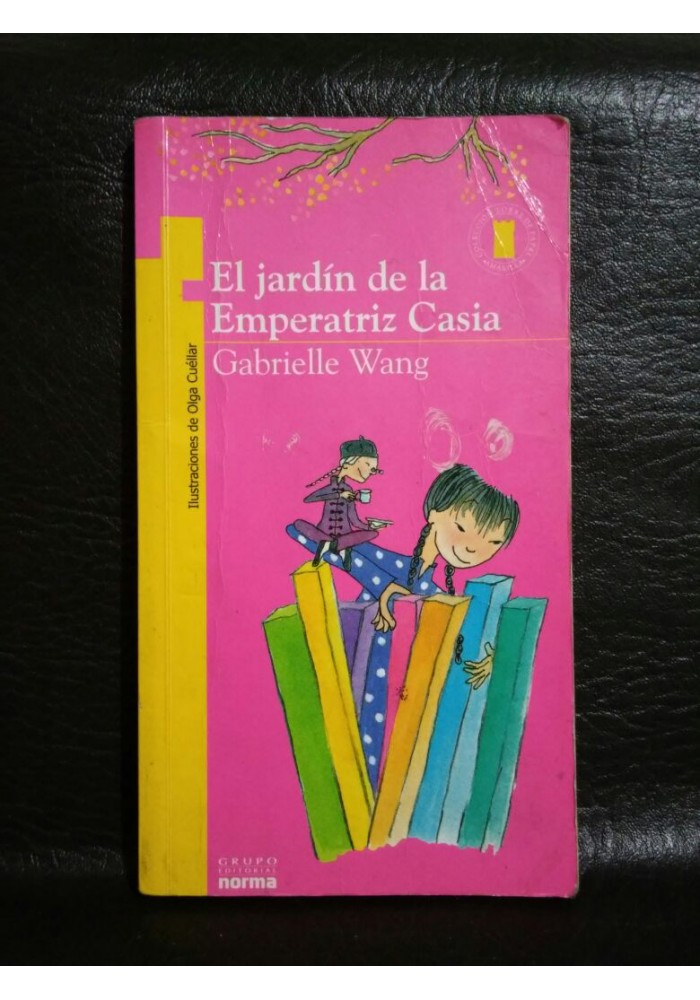 El jardín de la
Emperatriz Casia
Gabrielle Wang
Ilustraciones de Olga Cuéllar
GRUPO
EDITORIAL
norma